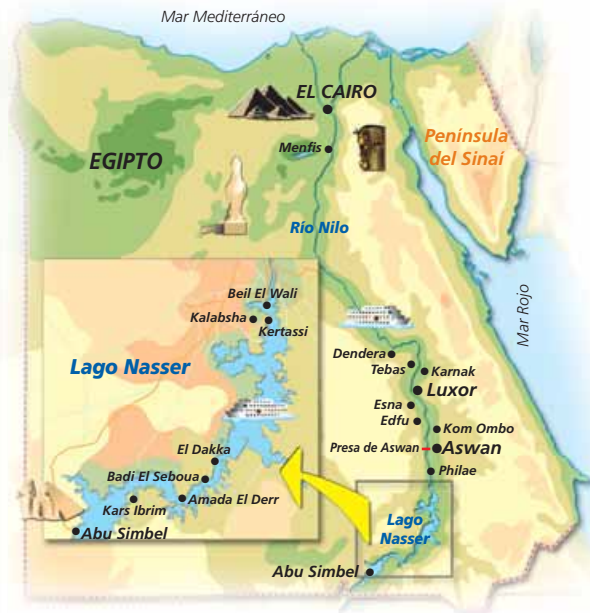 Mar Mediterráneo
EL CAIRO
Menfis
EGIPTO
Península
del Sinaí
Río Nilo
Mar Rojo
Beil El Wali
Kalabsha
Kertassi
Lago Nasser
El Dakka
Badi El Seboua
Amada El Derr
Kars Ibrim
Abu Simbel
Dendera
Tebas
Karnak
Luxor
Esna
Edfu
Kom Ombo
Presa de Aswan
Aswan
Philae
Lago
Nasser
Abu Simbel